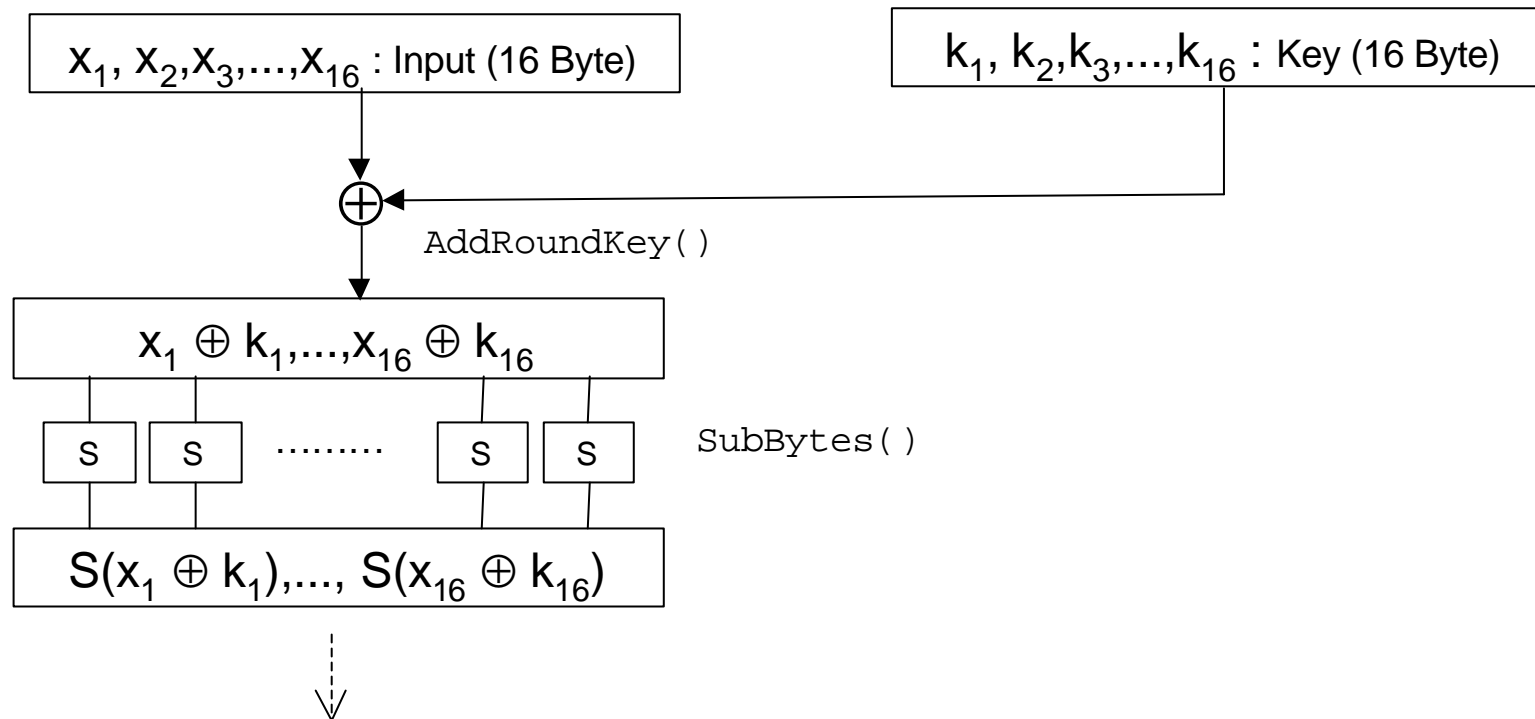 x₁, x₂,x₃,...,x₁₆ : Input (16 Byte)
k₁, k₂,k₃,...,k₁₆ : Key (16 Byte)
⊕
AddRoundKey()
x₁ ⊕ k₁,...,x₁₆ ⊕ k₁₆
S S ......... S S
SubBytes()
S(x₁ ⊕ k₁),..., S(x₁₆ ⊕ k₁₆)